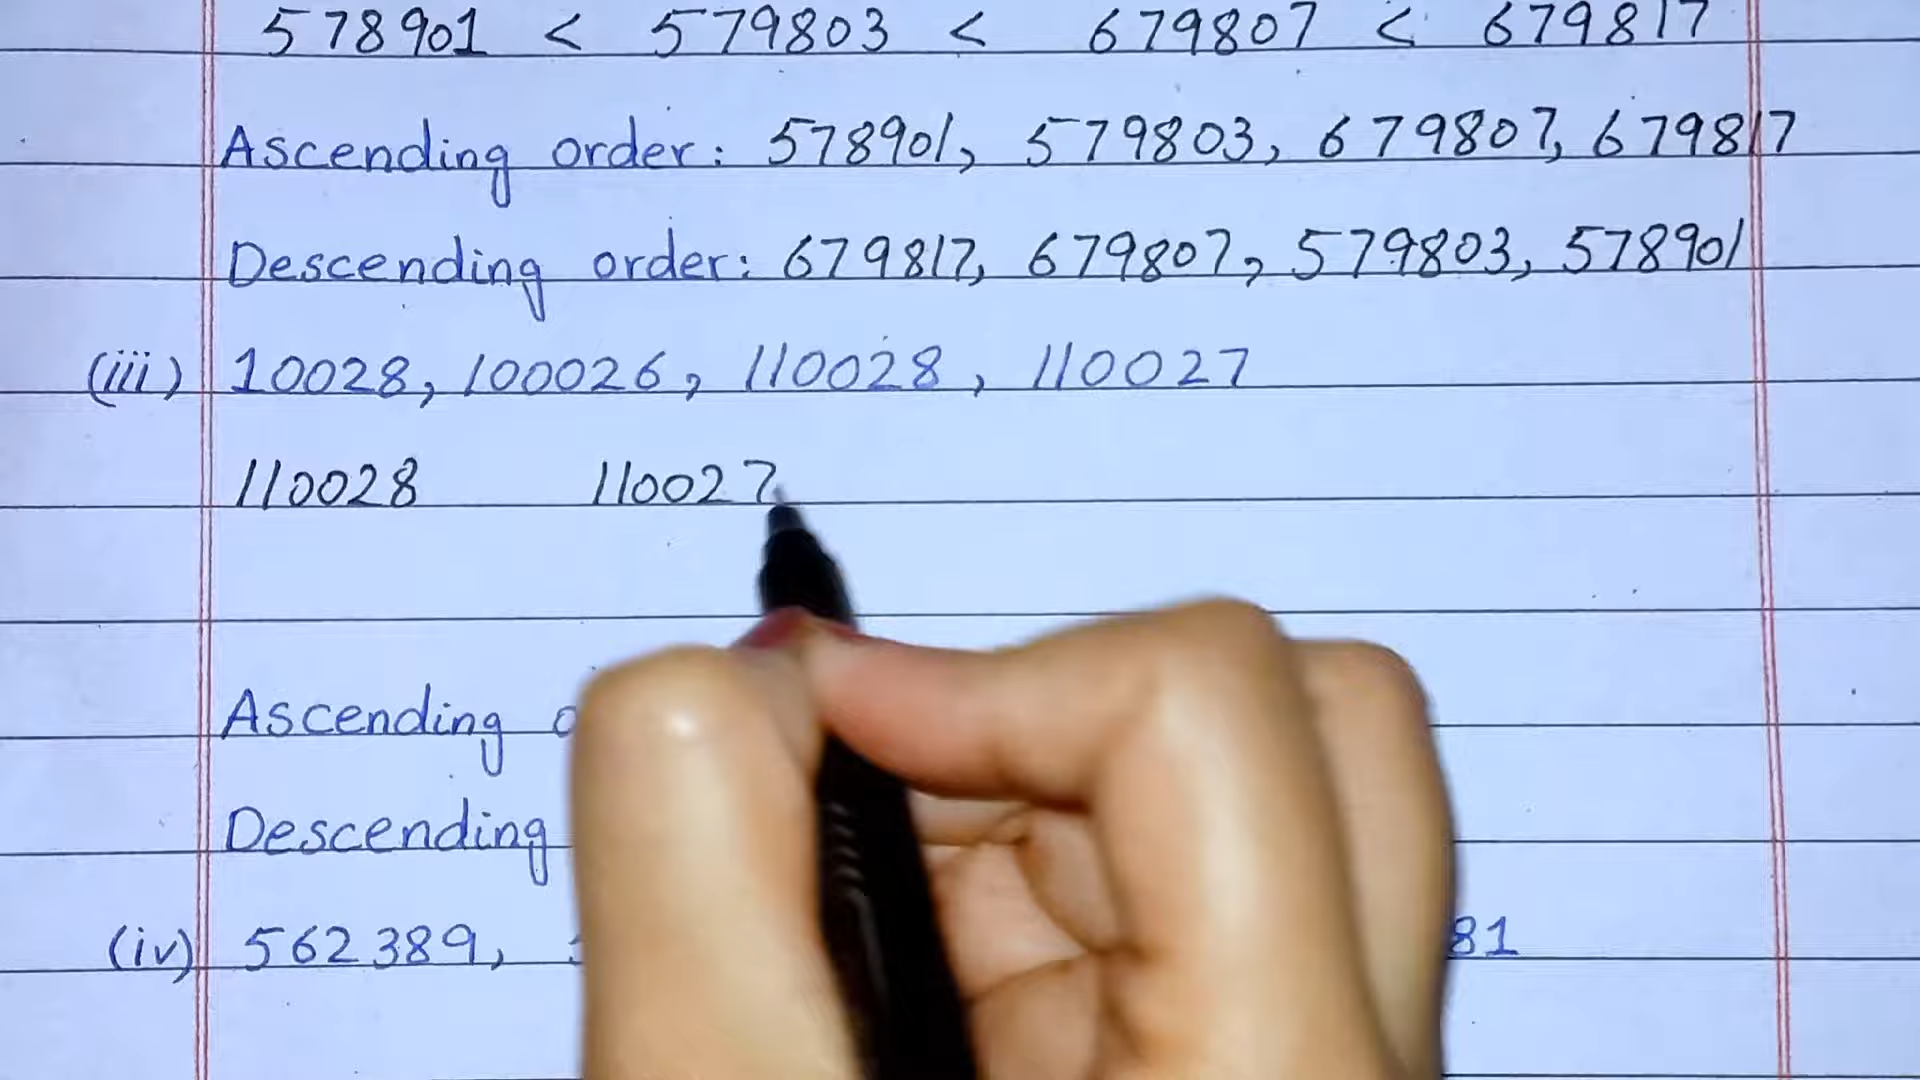 578901 < 579803 < 679807 < 679817
Ascending order: 578901, 579803, 679807, 679817
Descending order: 679817, 679807, 579803, 578901
(iii) 10028, 100026, 110028, 110027
110028 110027
Ascending
Descending
(iv) 562389, 81